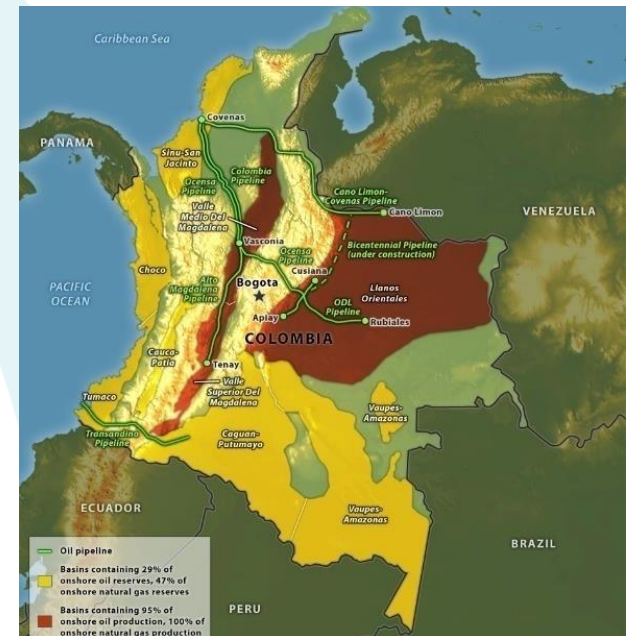 Caribbean Sea
PANAMA
Covenas
Sinu-San
Jacinto
Ocensa
Pipeline
Colombia
Pipeline
Cano Limon-
Covenas Pipeline
Cano Limon
VENEZUELA
Valle
Medio Del
Magdalena
Vasconia
Ocensa
Pipeline
Bicentennial Pipeline
(under construction)
Cusiana
Choco
PACIFIC
OCEAN
Alto
Magdalena
Pipeline
Bogota
Llanos
Orientales
ODL
Pipeline
Apiay
Rubiales
COLOMBIA
Cauca-
Patia
Tenay
Valle
Superior Del
Magdalena
Tumaco
Transandino
Pipeline
Caguan-
Putumayo
Vaupes-
Amazonas
Vaupes-
Amazonas
ECUADOR
BRAZIL
PERU
Oil pipeline
Basins containing 29% of
onshore oil reserves, 47% of
onshore natural gas reserves
Basins containing 95% of
onshore oil production, 100% of
onshore natural gas production